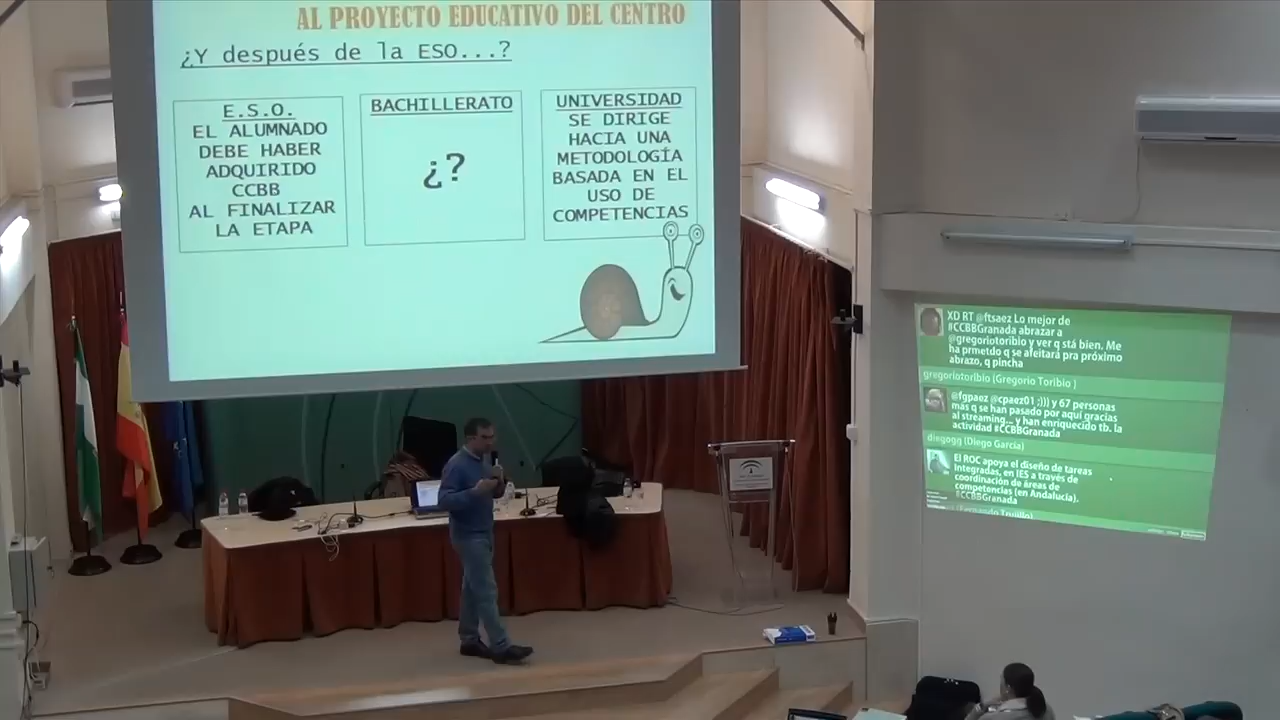 AL PROYECTO EDUCATIVO DEL CENTRO
¿Y después de la ESO...?
E.S.O.
EL ALUMNADO
DEBE HABER
ADQUIRIDO
CCBB
AL FINALIZAR
LA ETAPA
BACHILLERATO
¿?
UNIVERSIDAD
SE DIRIGE
HACIA UNA
METODOLOGÍA
BASADA EN EL
USO DE
COMPETENCIAS
XD RT @ftsaez Lo mejor de
#CCBBGranada abrazar a
@gregoriotoribio y ver q stá bien. Me
ha prmetdo q se afeitará pra próximo
abrazo, q pincha
gregoriotoribio (Gregorio Toribio )
@fgpaez @cpaez01 ;))) y 67 personas
más q se han pasado por aquí gracias
al streaming... y han enriquecido tb. la
actividad #CCBBGranada
diegogg (Diego García)
El ROC apoya el diseño de tareas
integradas, en IES a través de
coordinación de áreas de
competencias (en Andalucía).
#CCBBGranada
(Fernando Trujillo)